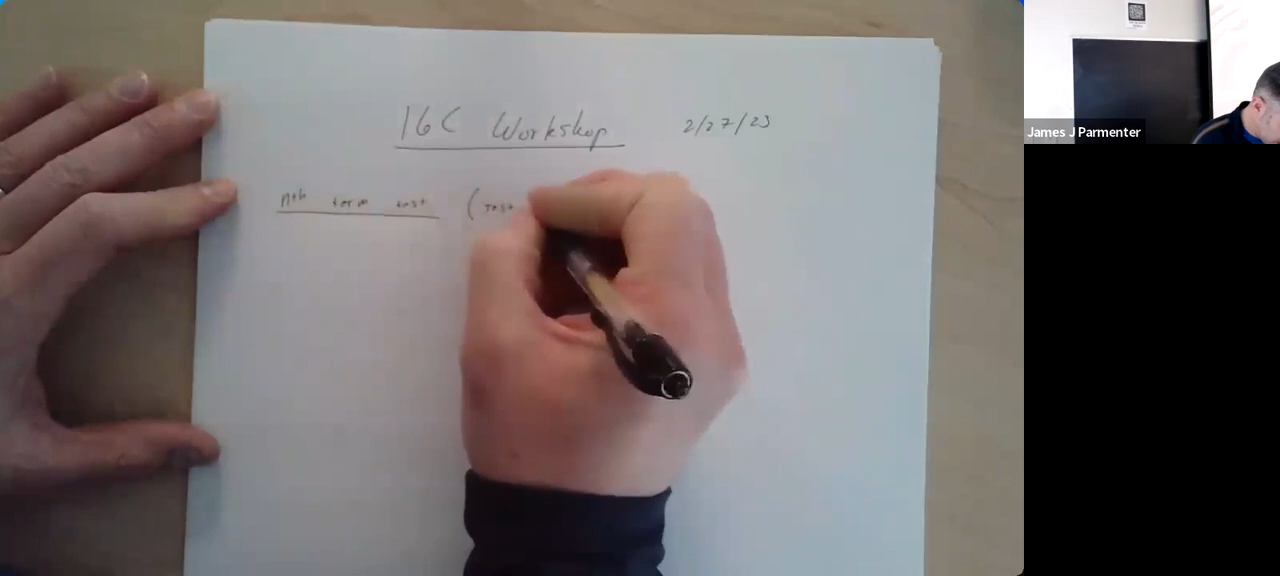 16C Workshop 2/27/23
nth term test (Test
James J Parmenter